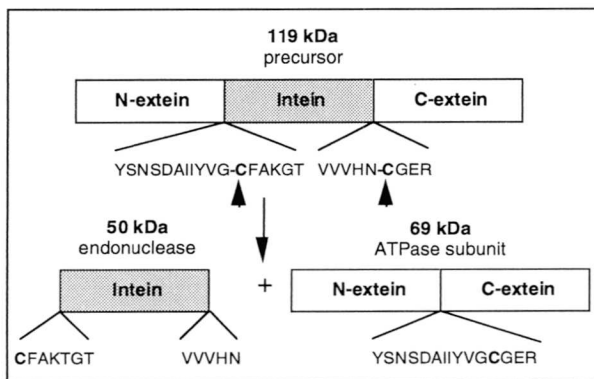 119 kDa
precursor
N-extein Intein C-extein
YSNSDAIIYVG-CFAKGT VVVHN-CGER
50 kDa
endonuclease
69 kDa
ATPase subunit
Intein + N-extein C-extein
CFAKTGT VVVHN YSNSDAIIYVGCGER